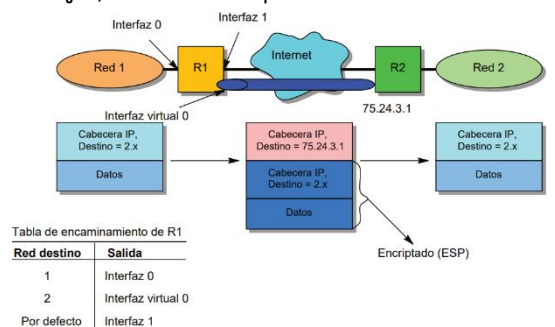 Interfaz 0
Interfaz 1
Red 1
R1
Internet
R2
Red 2
Interfaz virtual 0
75.24.3.1
Cabecera IP,
Destino = 2.x
Datos
Cabecera IP,
Destino = 75.24.3.1
Cabecera IP,
Destino = 2.x
Datos
Cabecera IP,
Destino = 2.x
Datos
Encriptado (ESP)
Tabla de encaminamiento de R1
Red destino Salida
1 Interfaz 0
2 Interfaz virtual 0
Por defecto Interfaz 1